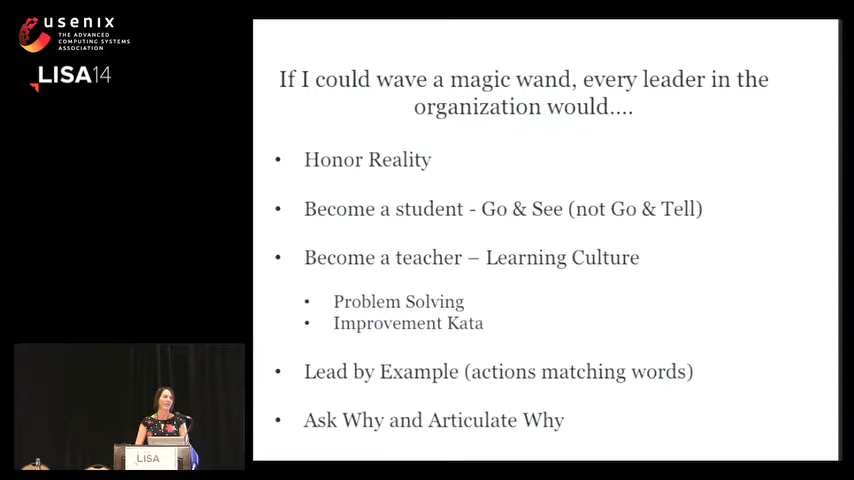 usenix
THE ADVANCED
COMPUTING SYSTEMS
ASSOCIATION
LISA14
If I could wave a magic wand, every leader in the
organization would....
• Honor Reality
• Become a student - Go & See (not Go & Tell)
• Become a teacher – Learning Culture
• Problem Solving
• Improvement Kata
• Lead by Example (actions matching words)
• Ask Why and Articulate Why
LISA